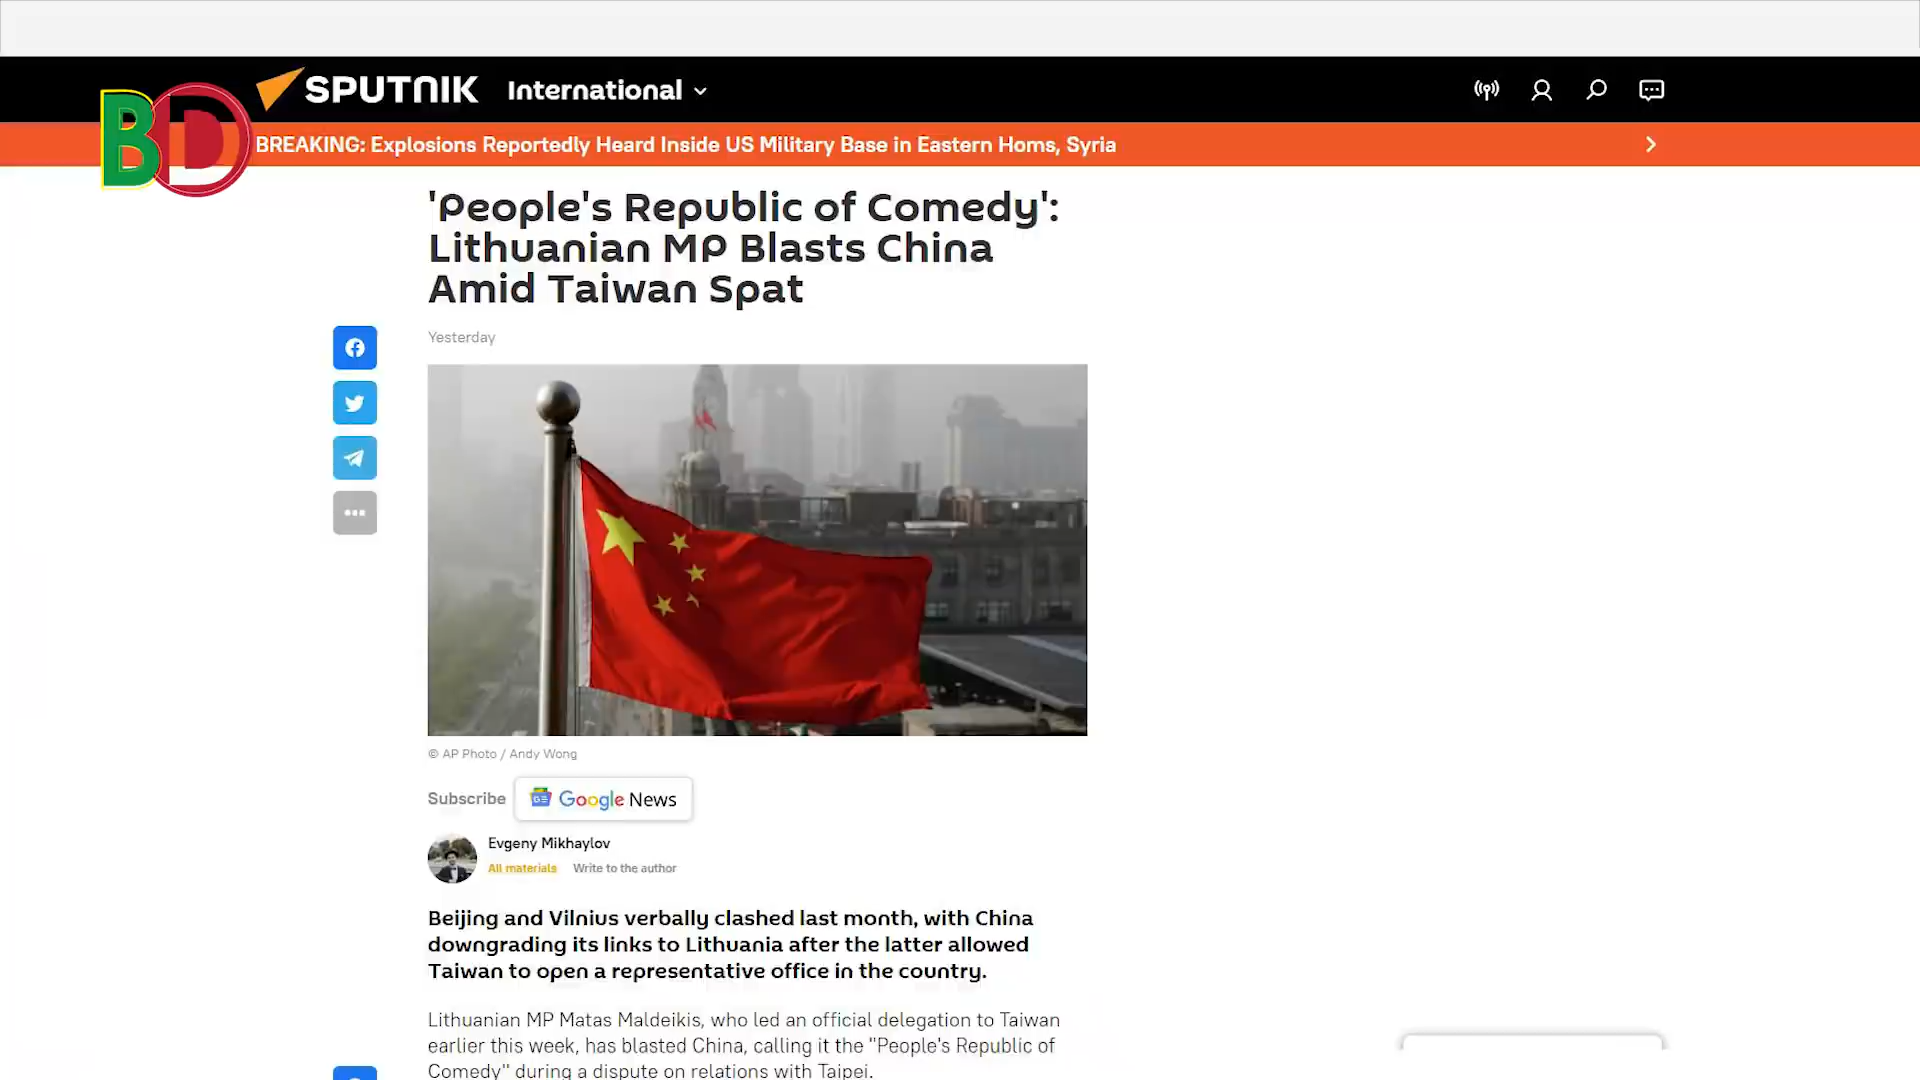 BD
SPUTNIK
International
BREAKING: Explosions Reportedly Heard Inside US Military Base in Eastern Homs, Syria
'People's Republic of Comedy':
Lithuanian MP Blasts China
Amid Taiwan Spat
Yesterday
© AP Photo / Andy Wong
Subscribe
Google News
Evgeny Mikhaylov
All materials Write to the author
Beijing and Vilnius verbally clashed last month, with China
downgrading its links to Lithuania after the latter allowed
Taiwan to open a representative office in the country.
Lithuanian MP Matas Maldeikis, who led an official delegation to Taiwan
earlier this week, has blasted China, calling it the "People's Republic of
Comedy" during a dispute on relations with Taipei.